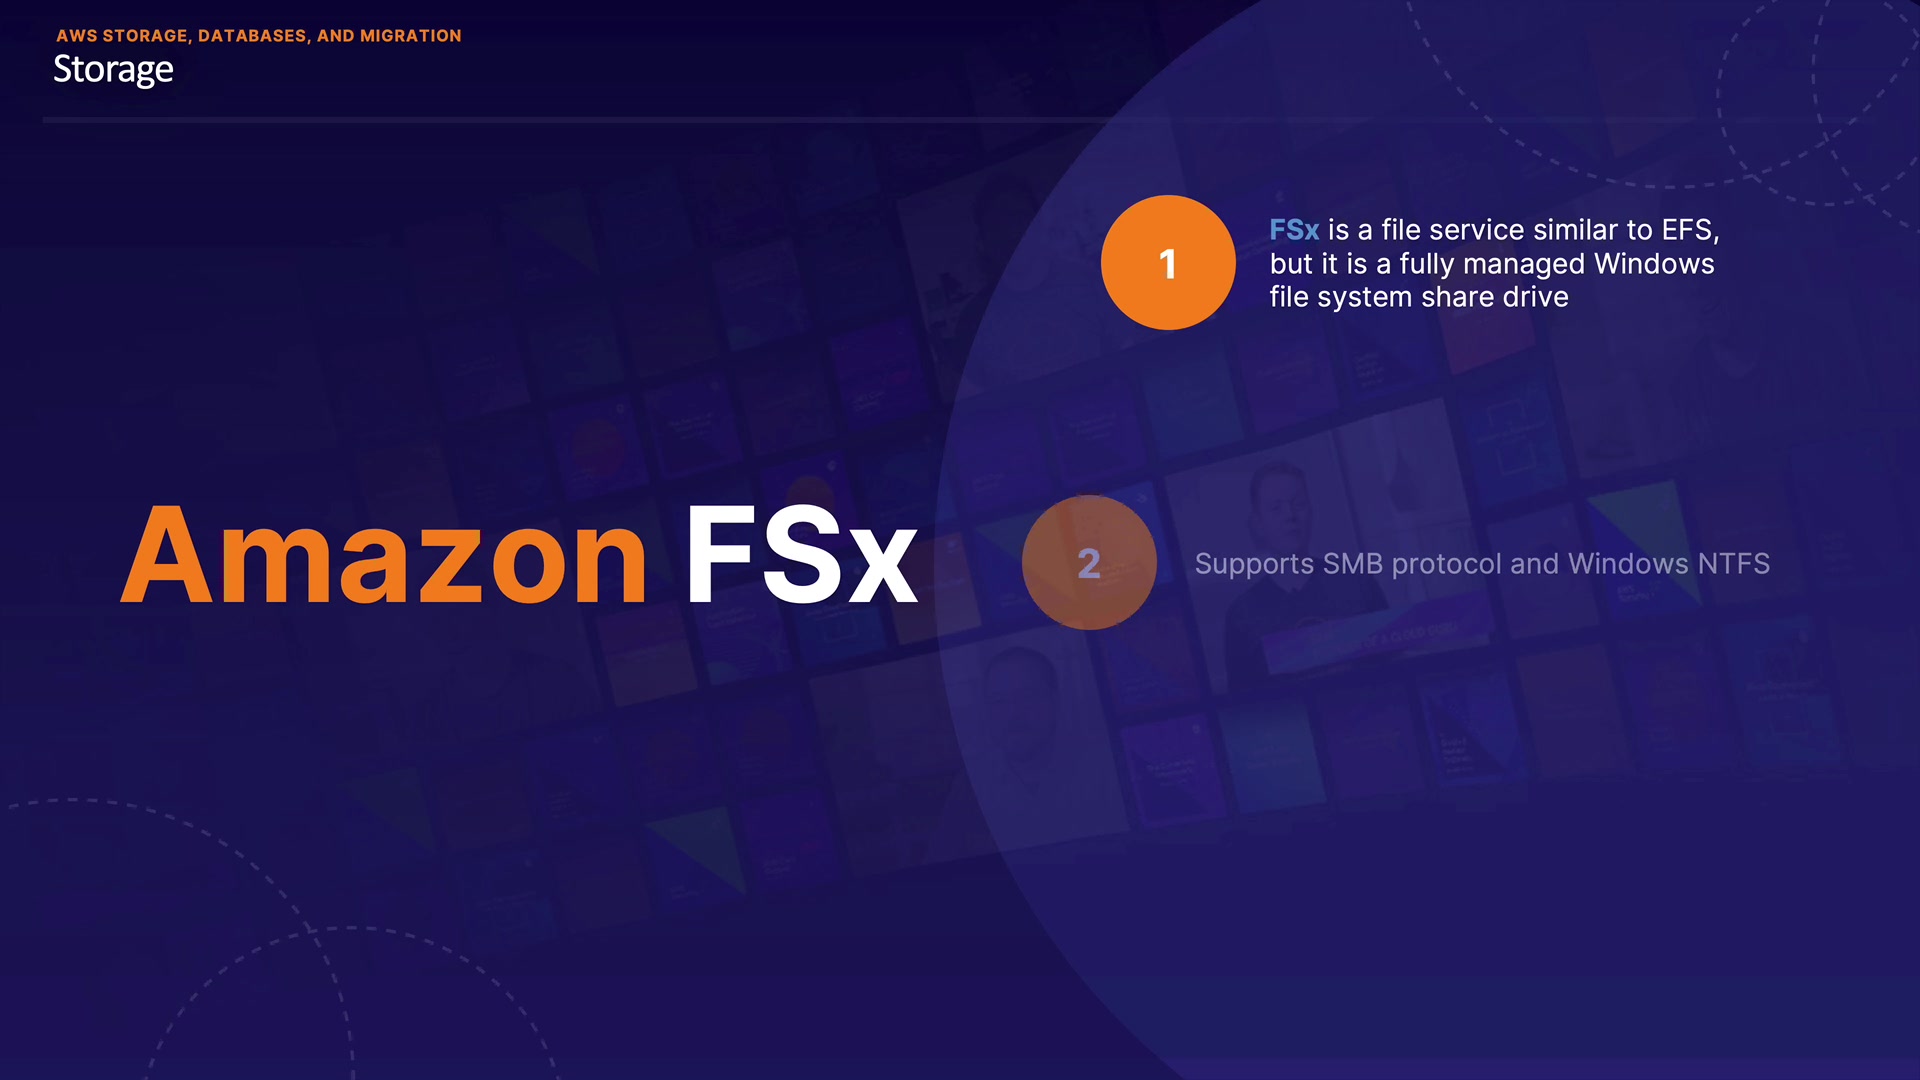 AWS STORAGE, DATABASES, AND MIGRATION
Storage
1
FSx is a file service similar to EFS,
but it is a fully managed Windows
file system share drive
Amazon FSx
2
Supports SMB protocol and Windows NTFS